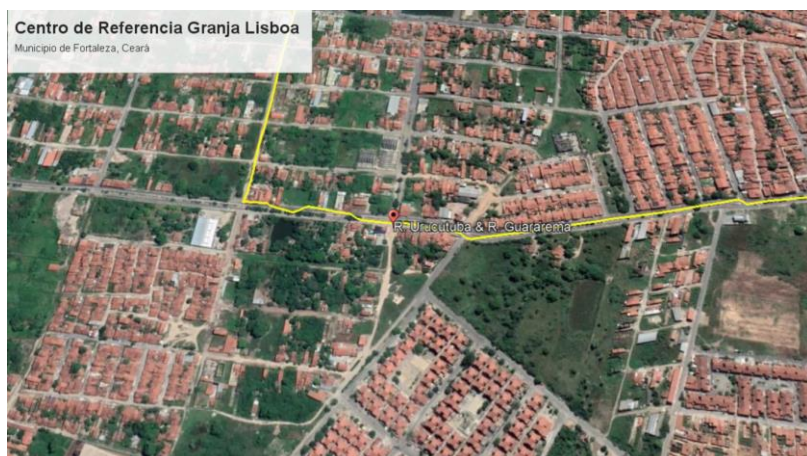 Centro de Referencia Granja Lisboa
Municipio de Fortaleza, Ceará
R. Urucutuba & R. Guararema